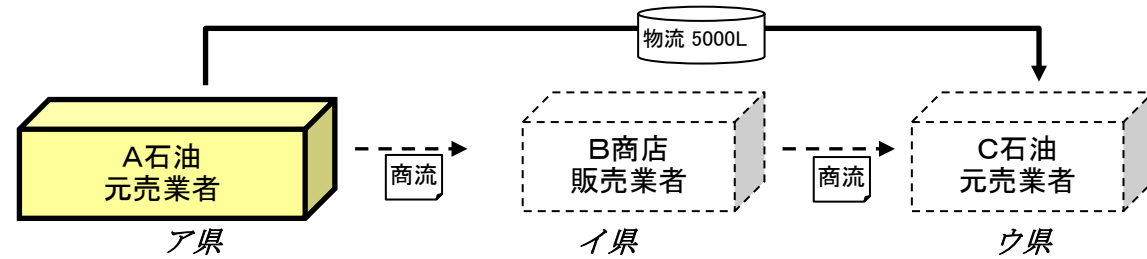 物流 5000L
A石油
元売業者
商流
B商店
販売業者
商流
C石油
元売業者
ア県
イ県
ウ県